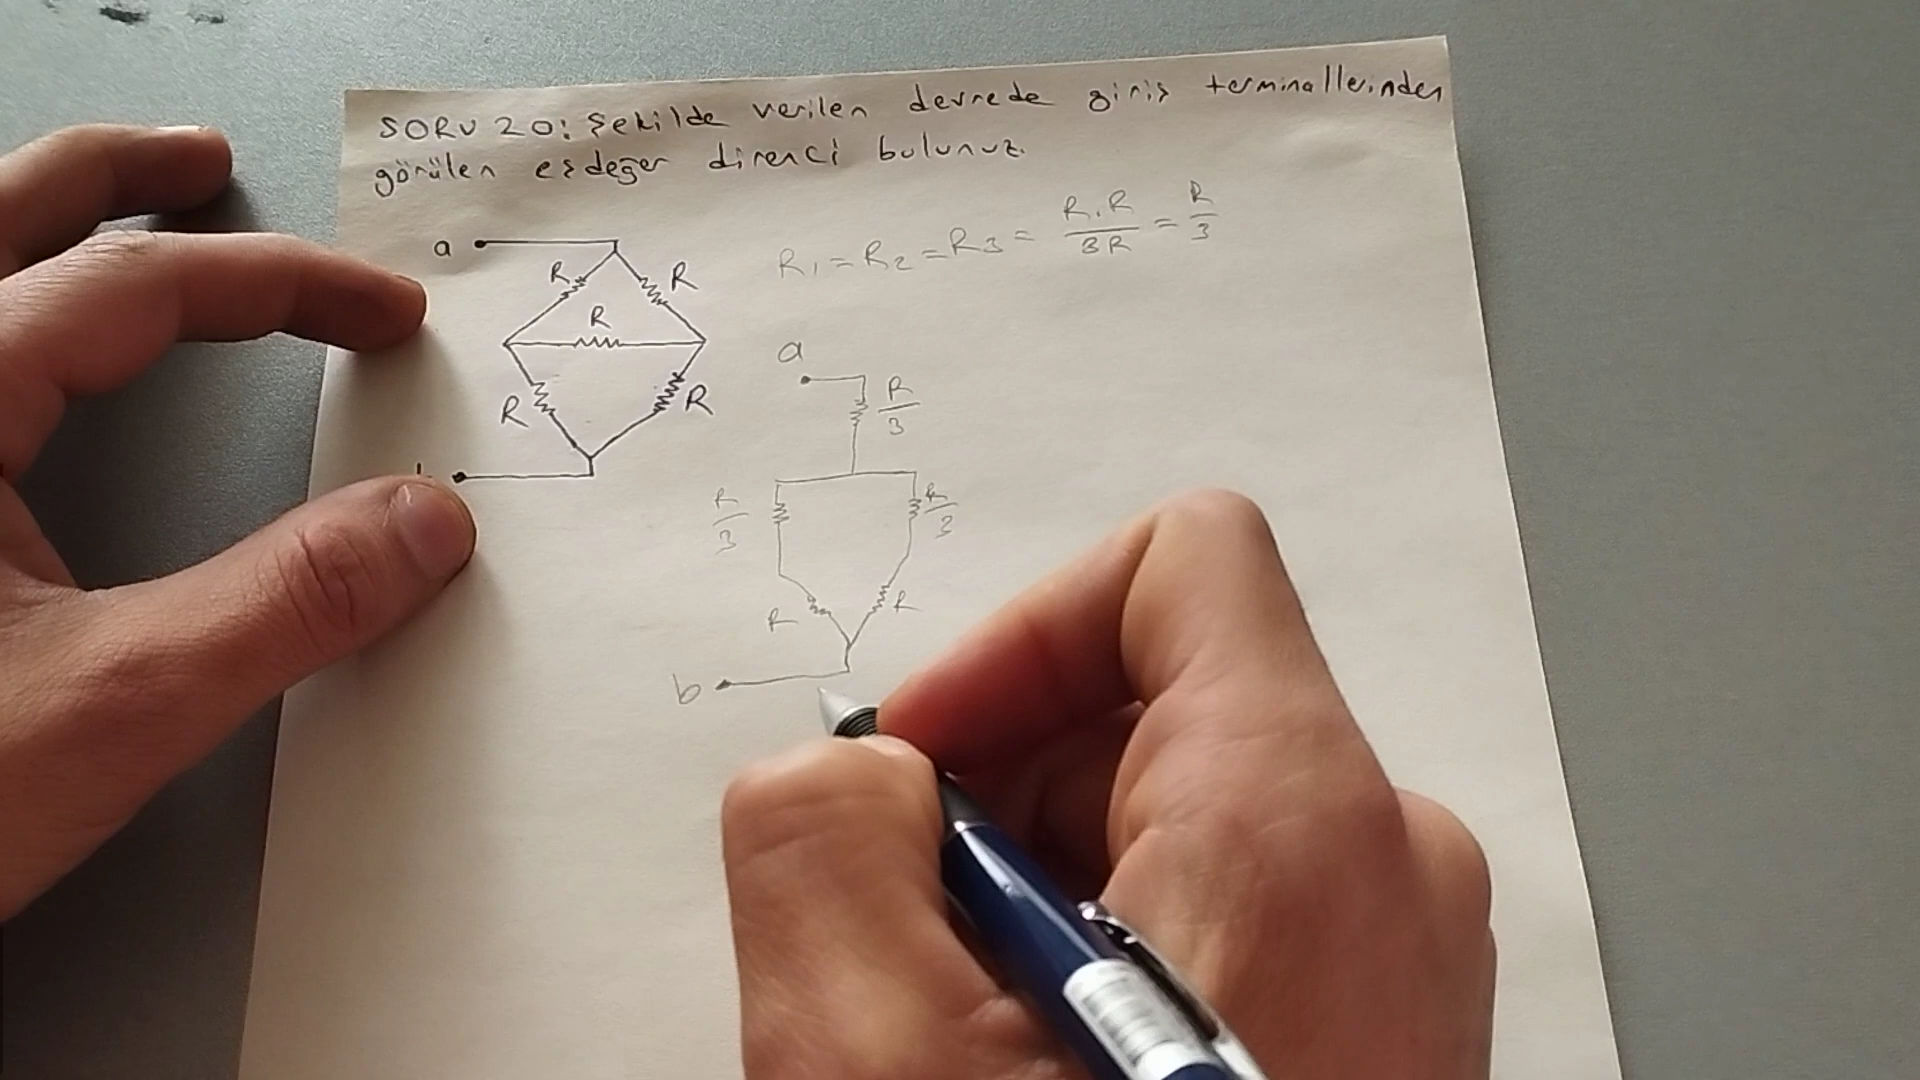 SORU 20: Şekilde verilen devrede giriş terminallerinden
görülen eşdeğer direnci bulunuz.
R₁ = R₂ = R₃ = R.R/3R = R/3
a
R
R
R
R
R
a
R/3
R/3
R/3
R
R
b